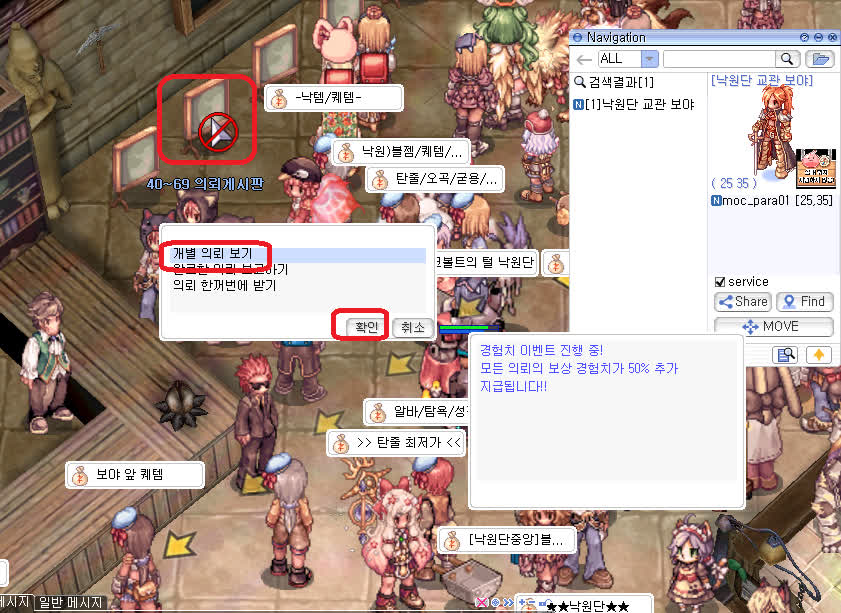 Navigation
ALL
검색결과[1]
[1]낙원단 교관 보야
[낙원단 교관 보야]
( 25 35 )
moc_para01 [25,35]
service
Share
Find
MOVE
-낙템/퀘템-
낙원)블젬/퀘템/...
탄줄/오곡/굳용/...
40~69 의뢰게시판
개별 의뢰 보기
완료한 의뢰 보고하기
의뢰 한꺼번에 받기
확인
취소
볼트의 털 낙원단
경험치 이벤트 진행 중!
모든 의뢰의 보상 경험치가 50% 추가
지급됩니다!!
알바/탐욕/성
>> 탄줄 최저가 <<
보야 앞 퀘템
[낙원단중앙]블...
메시지
일반 메시지
★★낙원단★★